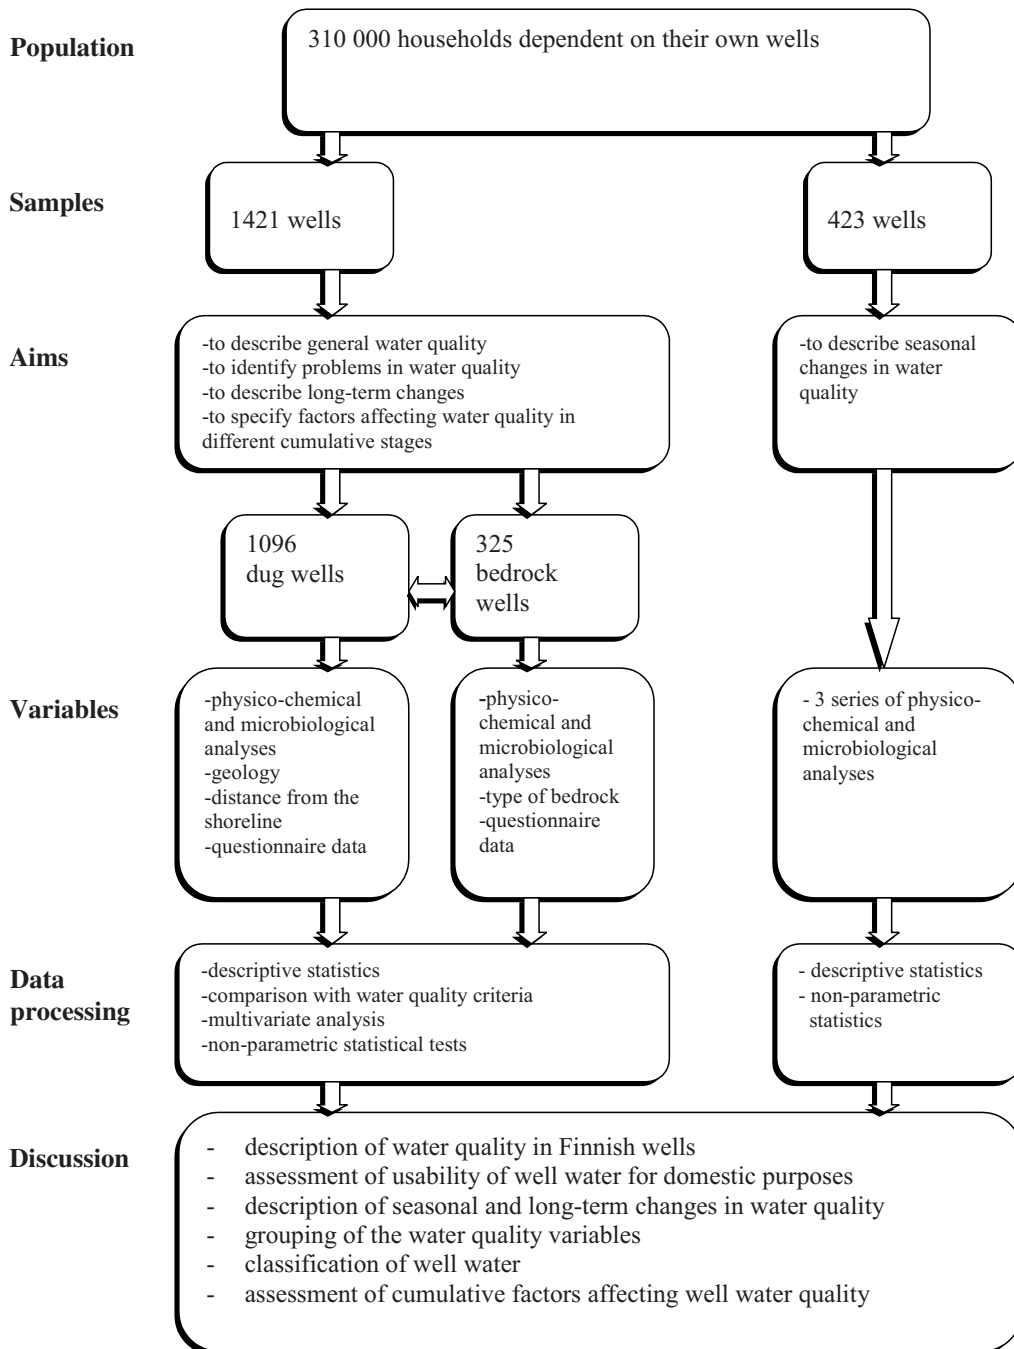 Population
310 000 households dependent on their own wells
Samples
1421 wells
423 wells
Aims
-to describe general water quality
-to identify problems in water quality
-to describe long-term changes
-to specify factors affecting water quality in
different cumulative stages
-to describe seasonal
changes in water
quality
1096
dug wells
325
bedrock
wells
Variables
-physico-chemical
and microbiological
analyses
-geology
-distance from the
shoreline
-questionnaire data
-physico-
chemical and
microbiological
analyses
-type of bedrock
-questionnaire
data
- 3 series of physico-
chemical and
microbiological
analyses
Data
processing
-descriptive statistics
-comparison with water quality criteria
-multivariate analysis
-non-parametric statistical tests
- descriptive statistics
- non-parametric
statistics
Discussion
- description of water quality in Finnish wells
- assessment of usability of well water for domestic purposes
- description of seasonal and long-term changes in water quality
- grouping of the water quality variables
- classification of well water
- assessment of cumulative factors affecting well water quality